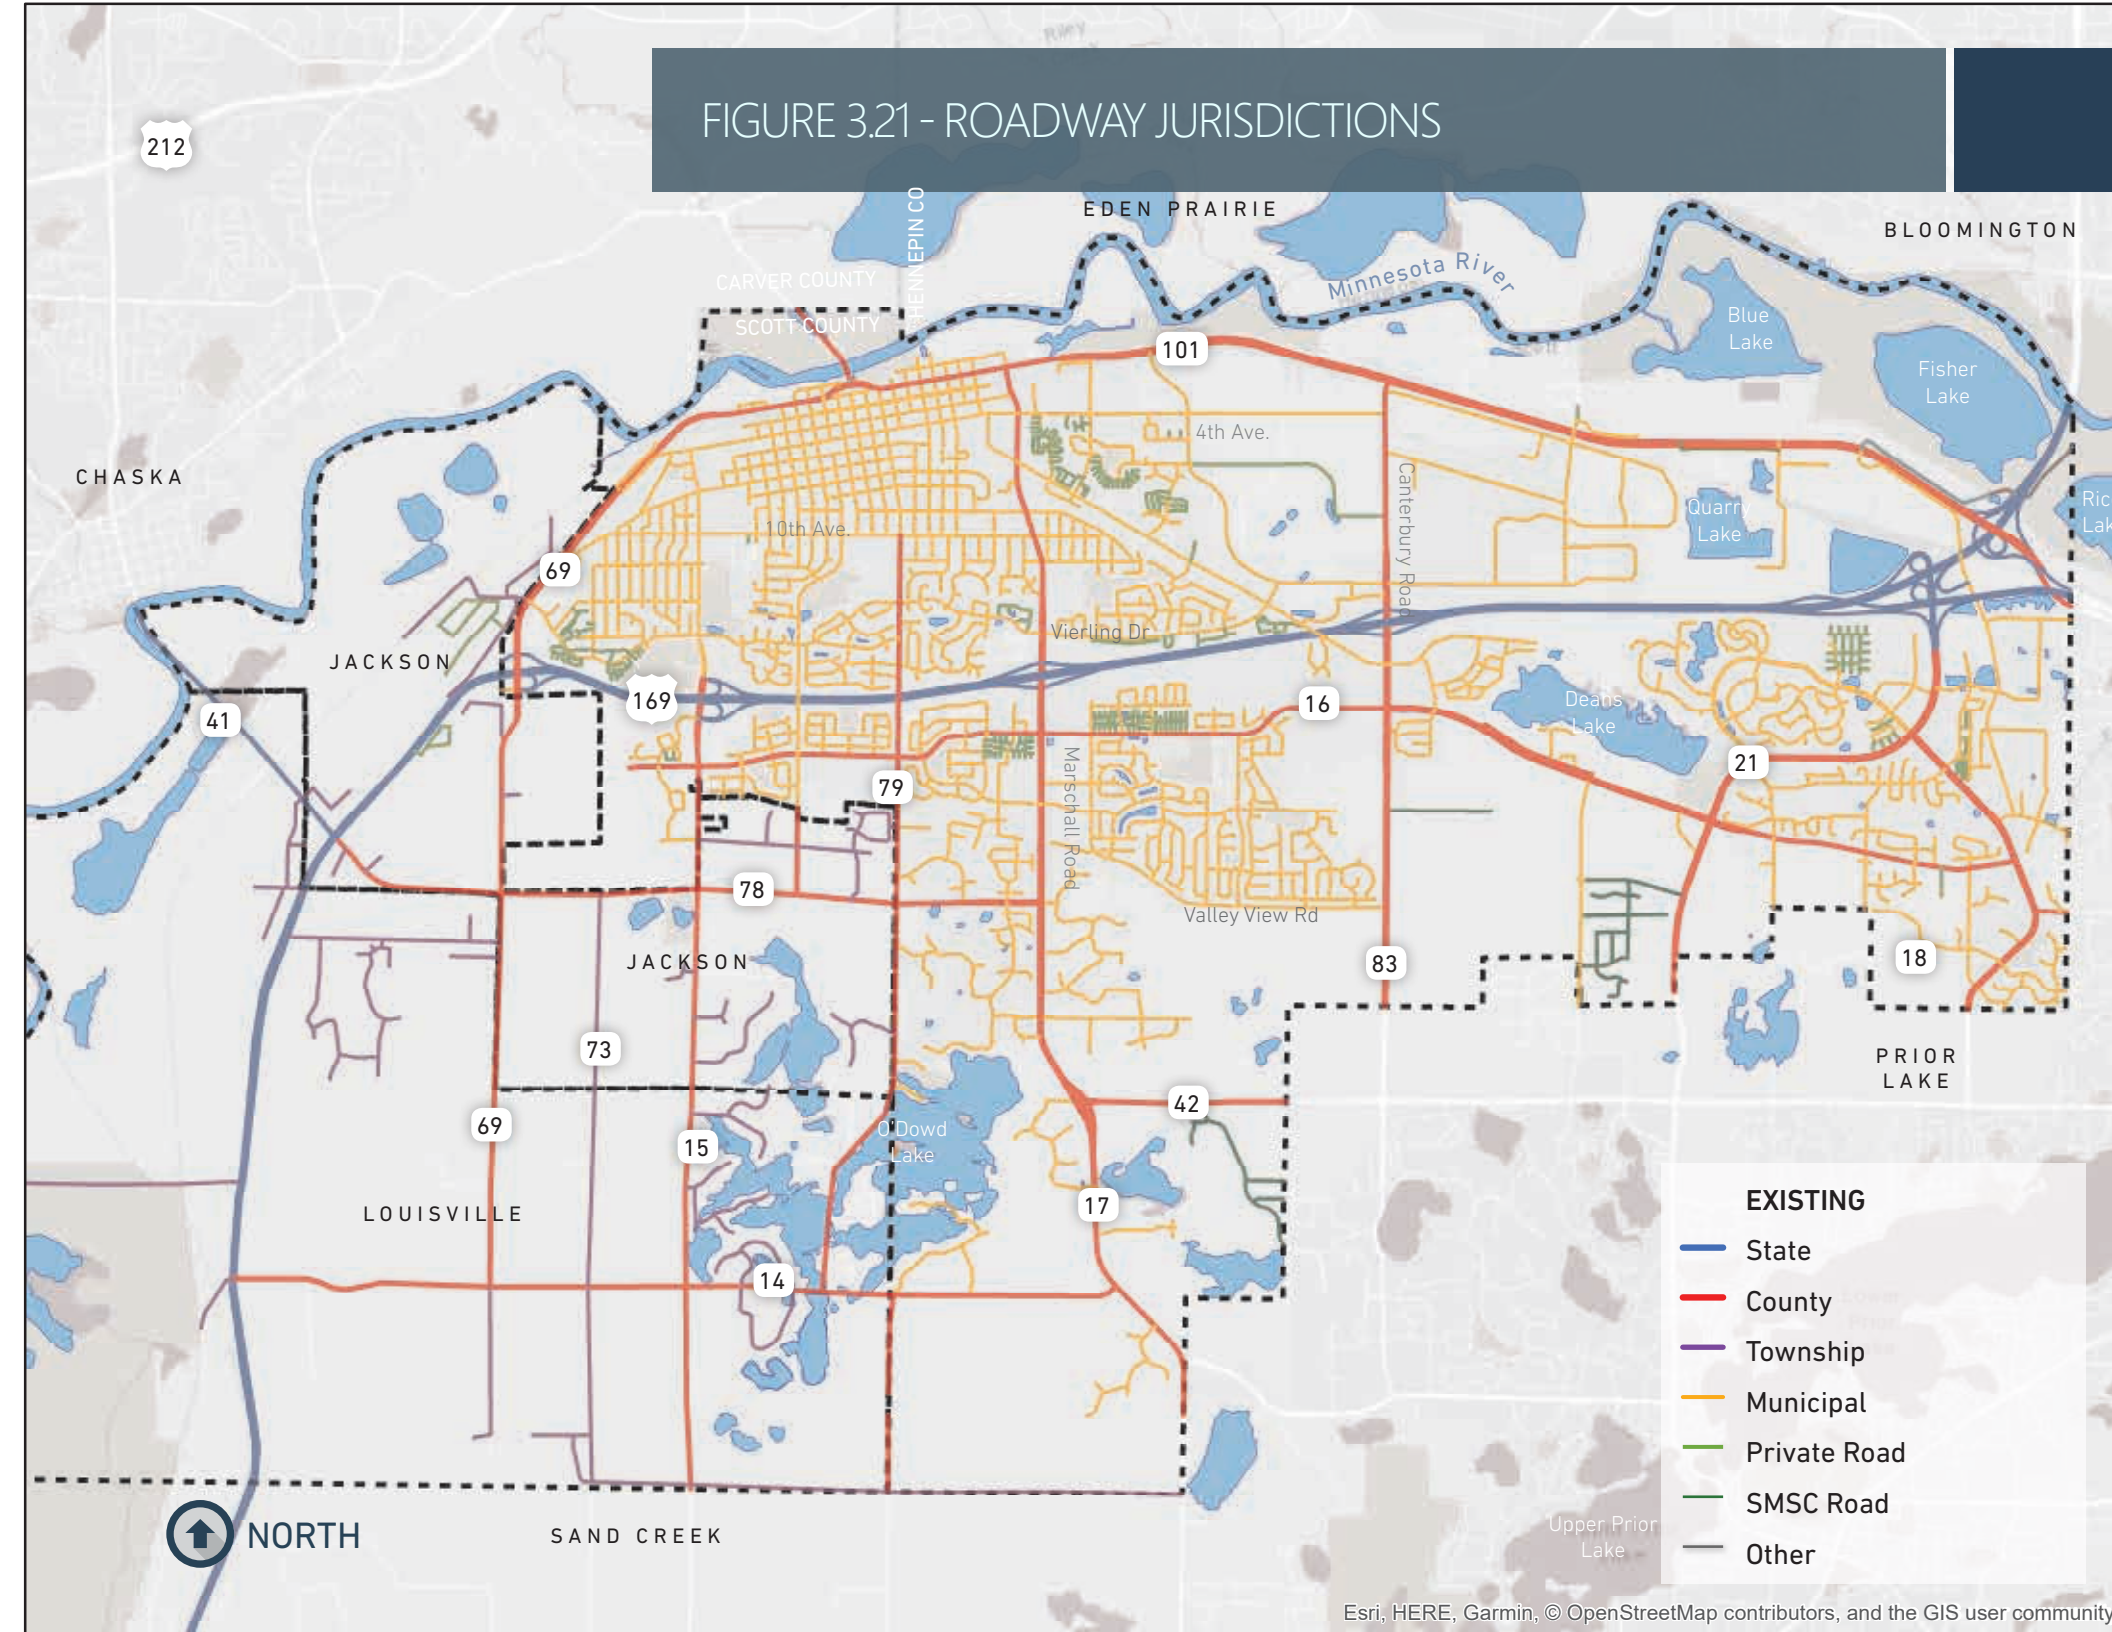 FIGURE 3.21 - ROADWAY JURISDICTIONS
212
EDEN PRAIRIE
BLOOMINGTON
HENNEPIN CO
CARVER COUNTY
SCOTT COUNTY
Minnesota River
Blue
Lake
101
Fisher
Lake
4th Ave.
CHASKA
Canterbury Road
Quarry
Lake
10th Ave.
69
Vierling Dr
JACKSON
169
41
16
Deans
Lake
21
79
Marschall Road
78
Valley View Rd
JACKSON
83
18
73
PRIOR
LAKE
42
69
O'Dowd
Lake
15
17
LOUISVILLE
14
EXISTING
State
County
Township
Municipal
Private Road
SMSC Road
Other
NORTH
SAND CREEK
Upper Prior
Lake
Esri, HERE, Garmin, © OpenStreetMap contributors, and the GIS user community